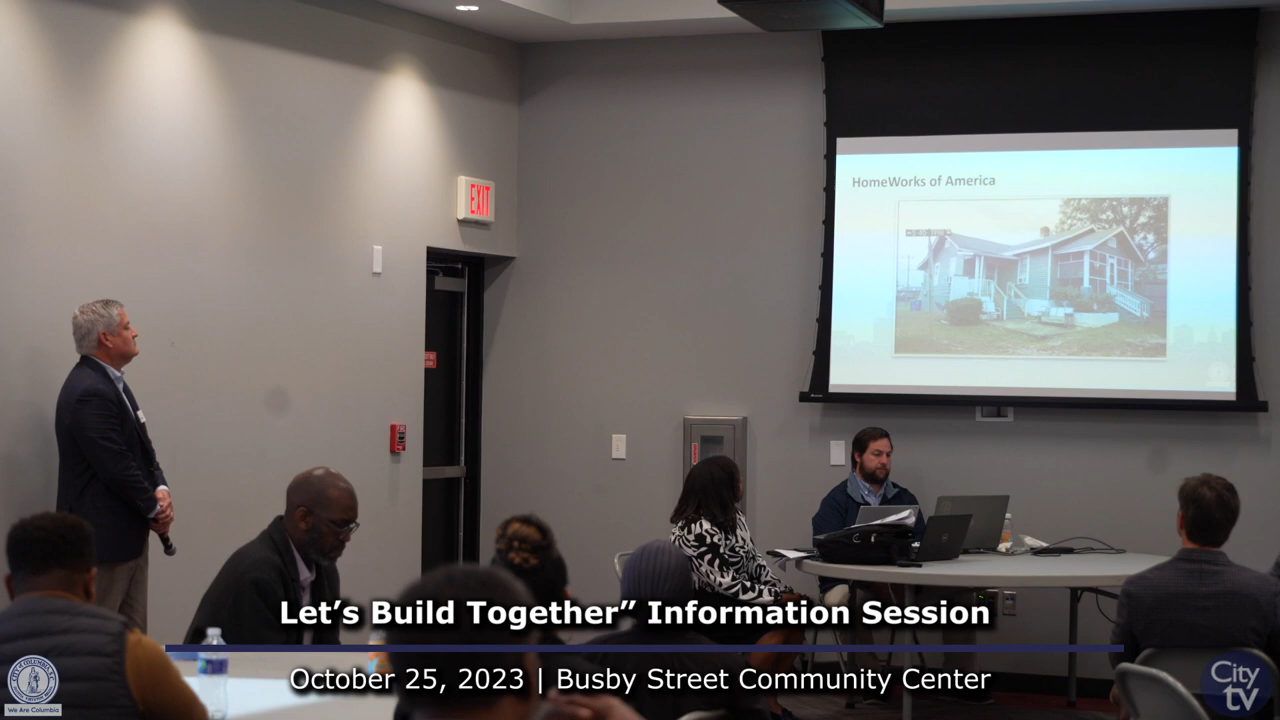 EXIT
HomeWorks of America
Let’s Build Together” Information Session
October 25, 2023 | Busby Street Community Center
We Are Columbia
City
tv